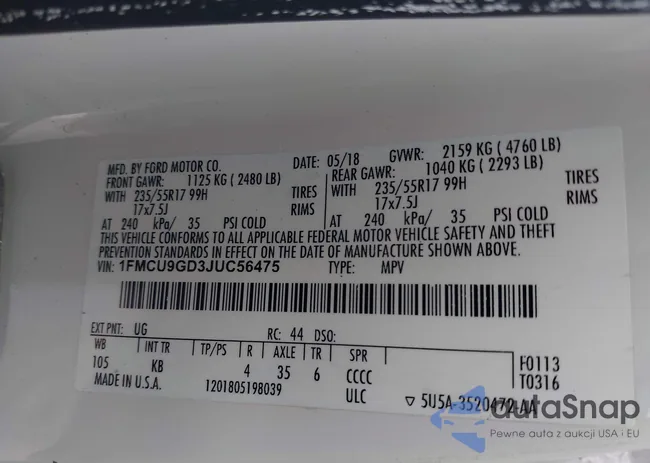 MFD. BY FORD MOTOR CO. DATE: 05/18 GVWR: 2159 KG ( 4760 LB)
FRONT GAWR: 1125 KG ( 2480 LB) REAR GAWR: 1040 KG ( 2293 LB)
WITH 235/55R17 99H TIRES WITH 235/55R17 99H TIRES
17x7.5J RIMS 17x7.5J RIMS
AT 240 kPa/ 35 PSI COLD AT 240 kPa/ 35 PSI COLD
THIS VEHICLE CONFORMS TO ALL APPLICABLE FEDERAL MOTOR VEHICLE SAFETY AND THEFT
PREVENTION STANDARDS IN EFFECT ON THE DATE OF MANUFACTURE SHOWN ABOVE.
VIN: 1FMCU9GD3JUC56475 TYPE: MPV
EXT PNT: UG RC: 44 DSO:
WB INT TR TP/PS R AXLE TR SPR F0113
105 KB 4 35 6 CCCC T0316
MADE IN U.S.A. 1201805198039 ULC ▽ 5U5A-3520472-AA
autaSnap
Pewne auta z aukcji USA i EU